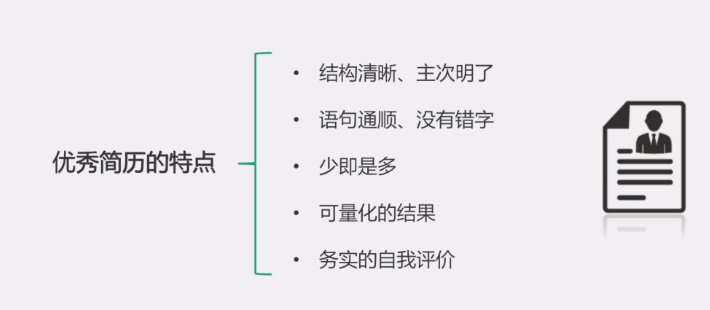 优秀简历的特点
• 结构清晰、主次明了
• 语句通顺、没有错字
• 少即是多
• 可量化的结果
• 务实的自我评价